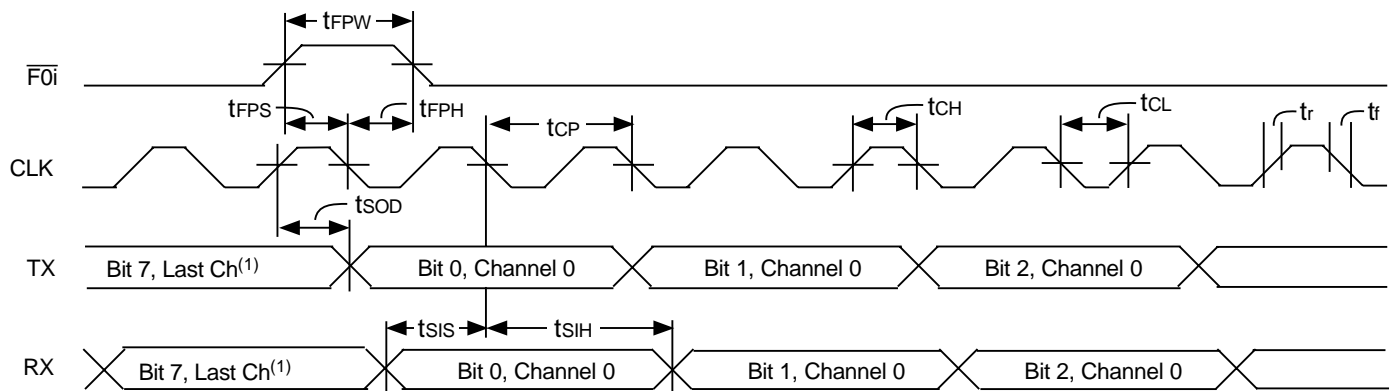 tFPW
F0i
tFPS
tFPH
tCP
tCH
tCL
tr
tf
CLK
tSOD
TX
Bit 7, Last Ch(1)
Bit 0, Channel 0
Bit 1, Channel 0
Bit 2, Channel 0
tSIS
tSIH
RX
Bit 7, Last Ch(1)
Bit 0, Channel 0
Bit 1, Channel 0
Bit 2, Channel 0